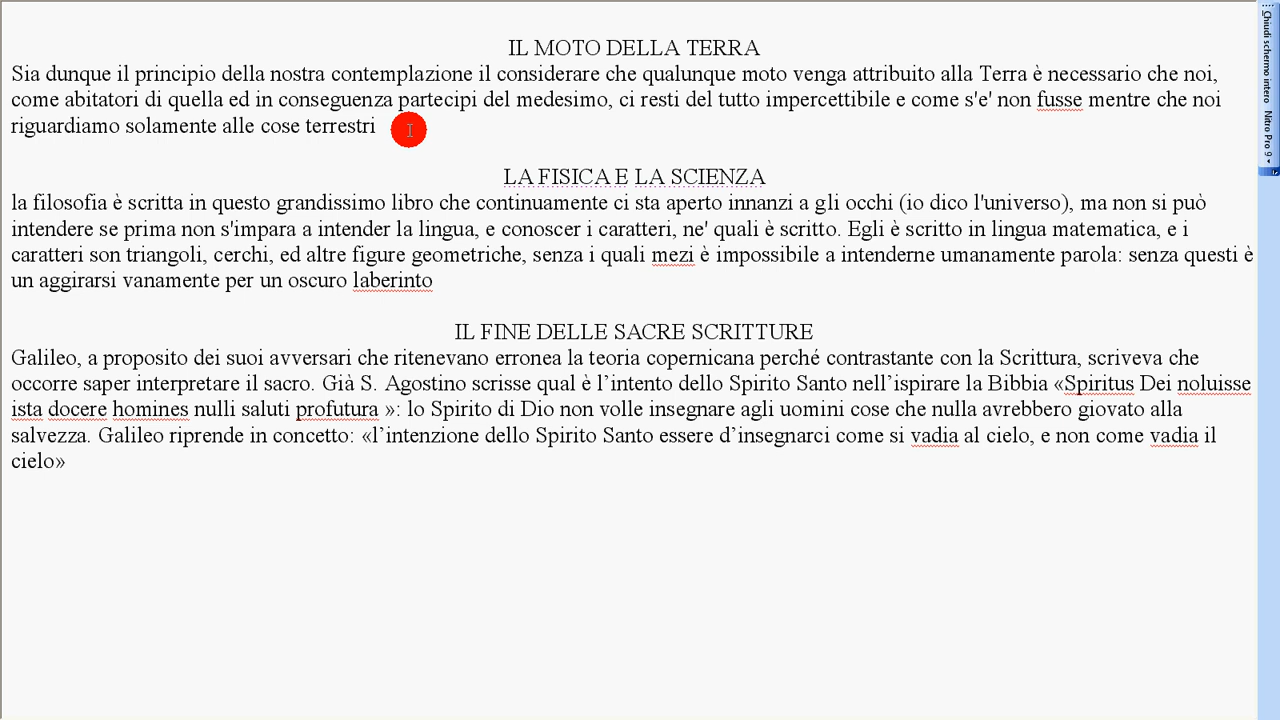 IL MOTO DELLA TERRA
Sia dunque il principio della nostra contemplazione il considerare che qualunque moto venga attribuito alla Terra è necessario che noi,
come abitatori di quella ed in conseguenza partecipi del medesimo, ci resti del tutto impercettibile e come s'e' non fusse mentre che noi
riguardiamo solamente alle cose terrestri
LA FISICA E LA SCIENZA
la filosofia è scritta in questo grandissimo libro che continuamente ci sta aperto innanzi a gli occhi (io dico l'universo), ma non si può
intendere se prima non s'impara a intender la lingua, e conoscer i caratteri, ne' quali è scritto. Egli è scritto in lingua matematica, e i
caratteri son triangoli, cerchi, ed altre figure geometriche, senza i quali mezi è impossibile a intenderne umanamente parola: senza questi è
un aggirarsi vanamente per un oscuro laberinto
IL FINE DELLE SACRE SCRITTURE
Galileo, a proposito dei suoi avversari che ritenevano erronea la teoria copernicana perché contrastante con la Scrittura, scriveva che
occorre saper interpretare il sacro. Già S. Agostino scrisse qual è l’intento dello Spirito Santo nell’ispirare la Bibbia «Spiritus Dei noluisse
ista docere homines nulli saluti profutura »: lo Spirito di Dio non volle insegnare agli uomini cose che nulla avrebbero giovato alla
salvezza. Galileo riprende in concetto: «l’intenzione dello Spirito Santo essere d’insegnarci come si vadia al cielo, e non come vadia il
cielo»
Chiudi schermo intero
Nitro Pro 9